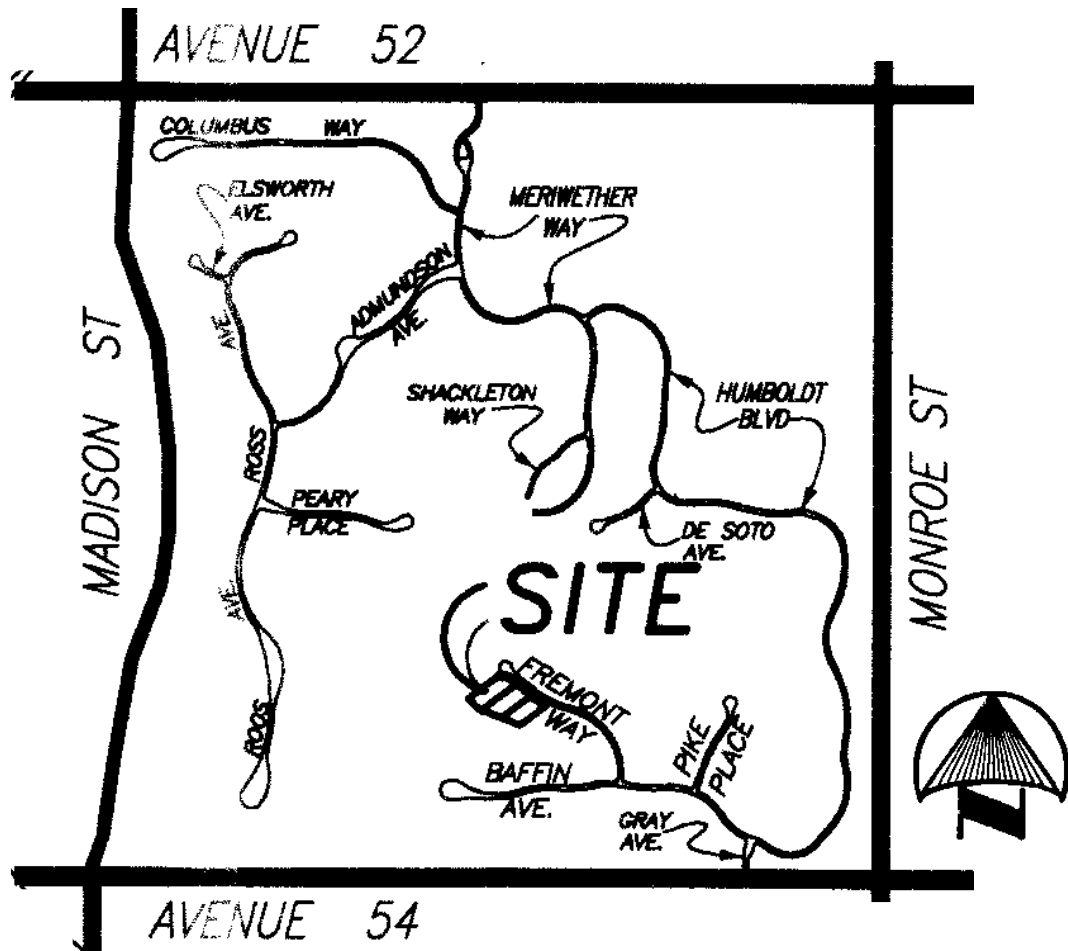 AVENUE 52
COLUMBUS WAY
ELSWORTH
AVE.
MERIWETHER
WAY
ADMUNDSON
AVE.
AVE.
MADISON ST
SHACKLETON
WAY
HUMBOLDT
BLVD
MONROE ST
ROSS
PEARY
PLACE
DE SOTO
AVE.
AVE.
SITE
FREMONT
WAY
ROOS
PIKE
PLACE
BAFFIN
AVE.
GRAY
AVE.
N
AVENUE 54